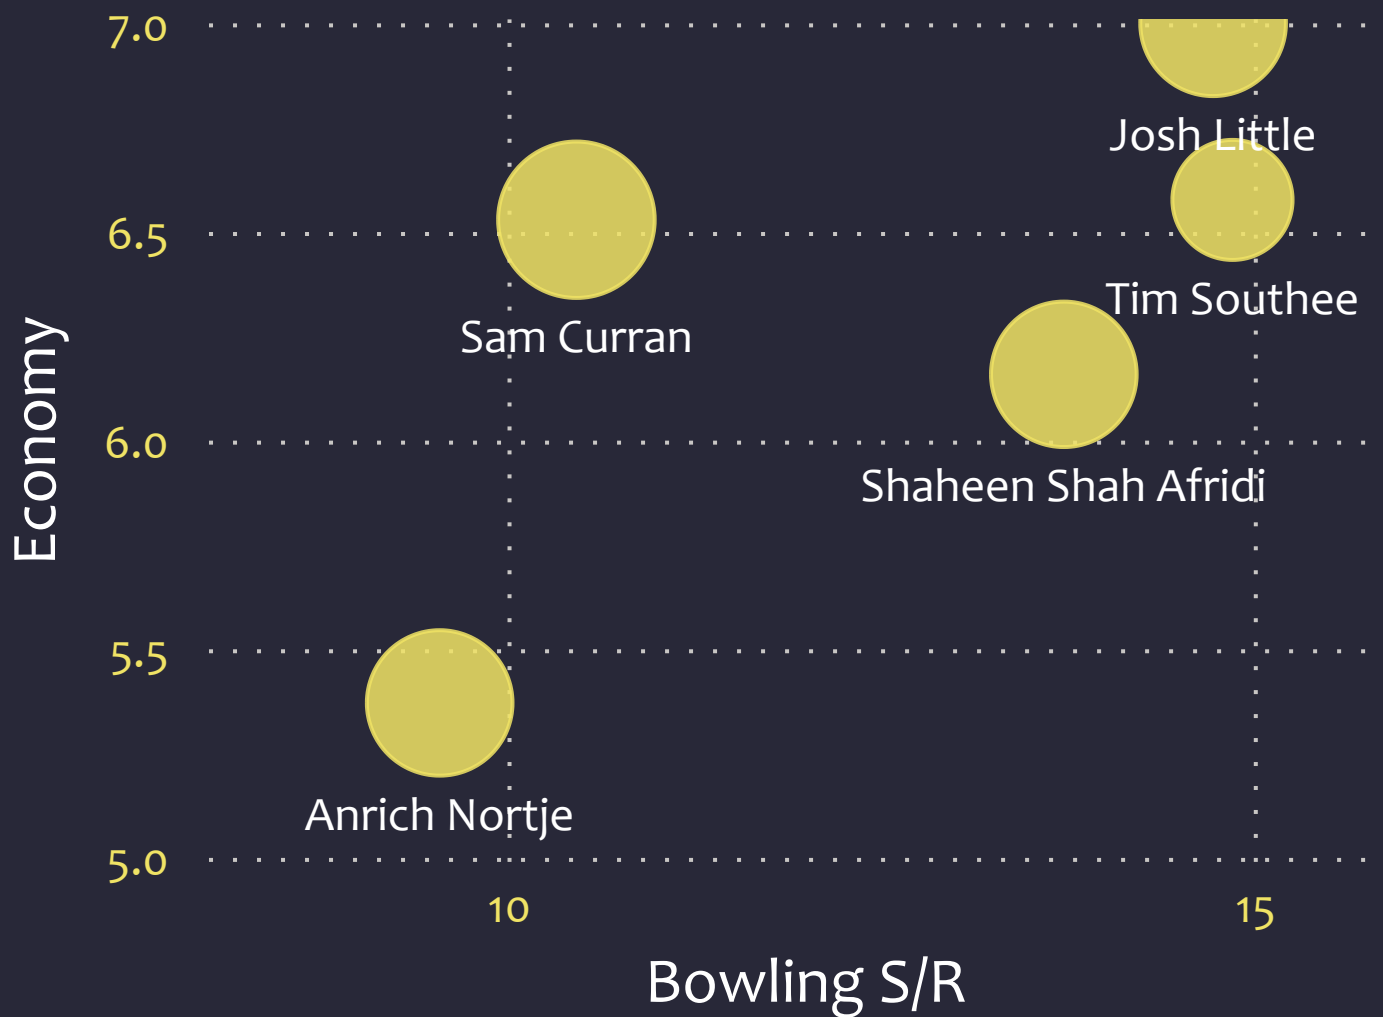 7.0
Josh Little
6.5
Tim Southee
Sam Curran
Economy
6.0
Shaheen Shah Afridi
5.5
Anrich Nortje
5.0
10 15
Bowling S/R